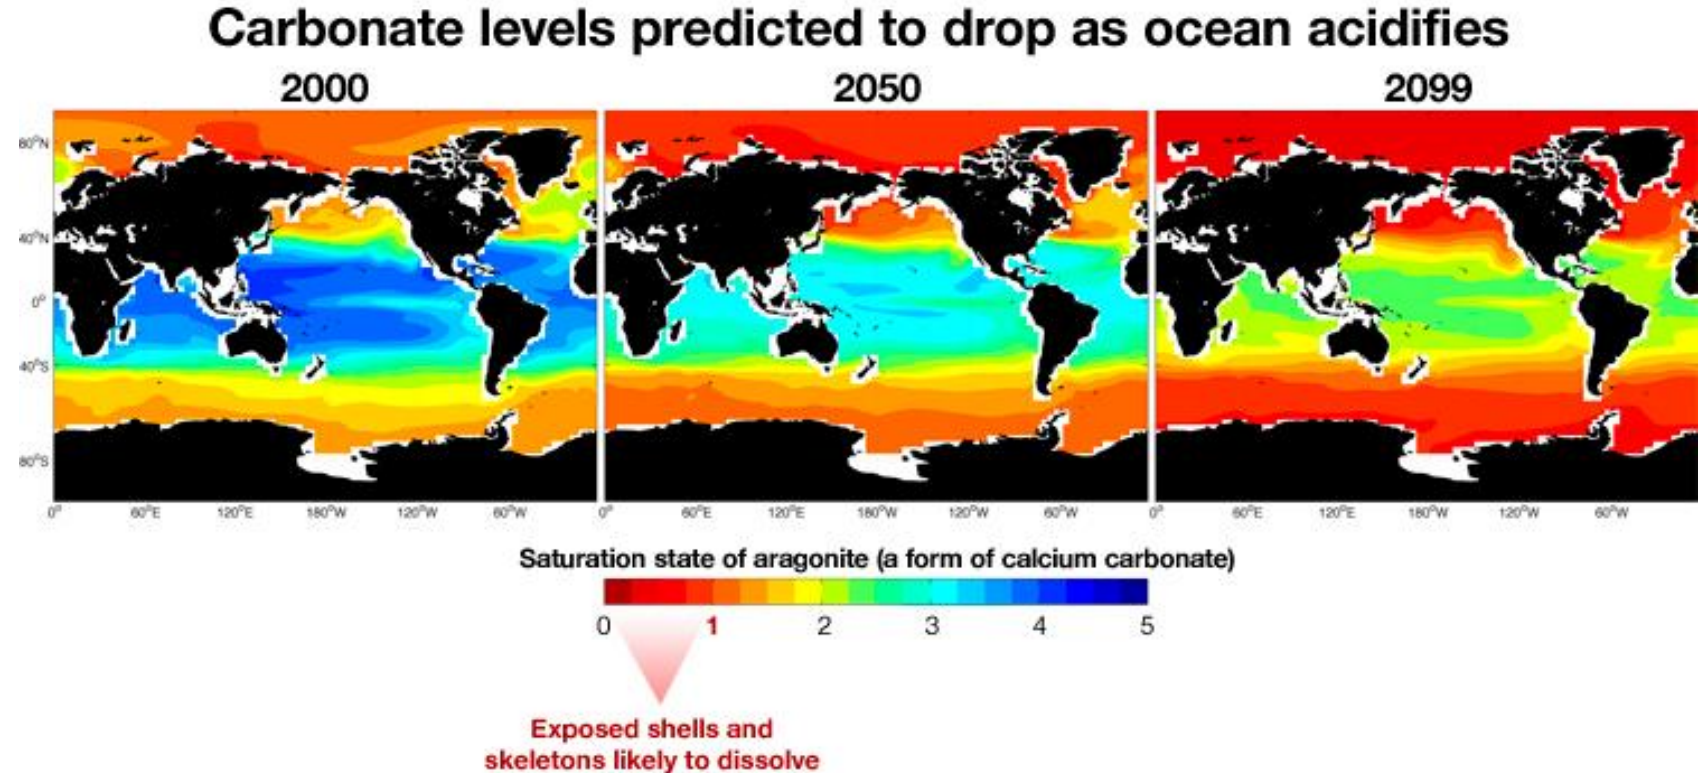 Carbonate levels predicted to drop as ocean acidifies
2000 2050 2099
80°N
40°N
0°
40°S
80°S
0° 60°E 120°E 180°W 120°W 60°W 0° 60°E 120°E 180°W 120°W 60°W 0° 60°E 120°E 180°W 120°W 60°W
Saturation state of aragonite (a form of calcium carbonate)
0 1 2 3 4 5
Exposed shells and
skeletons likely to dissolve